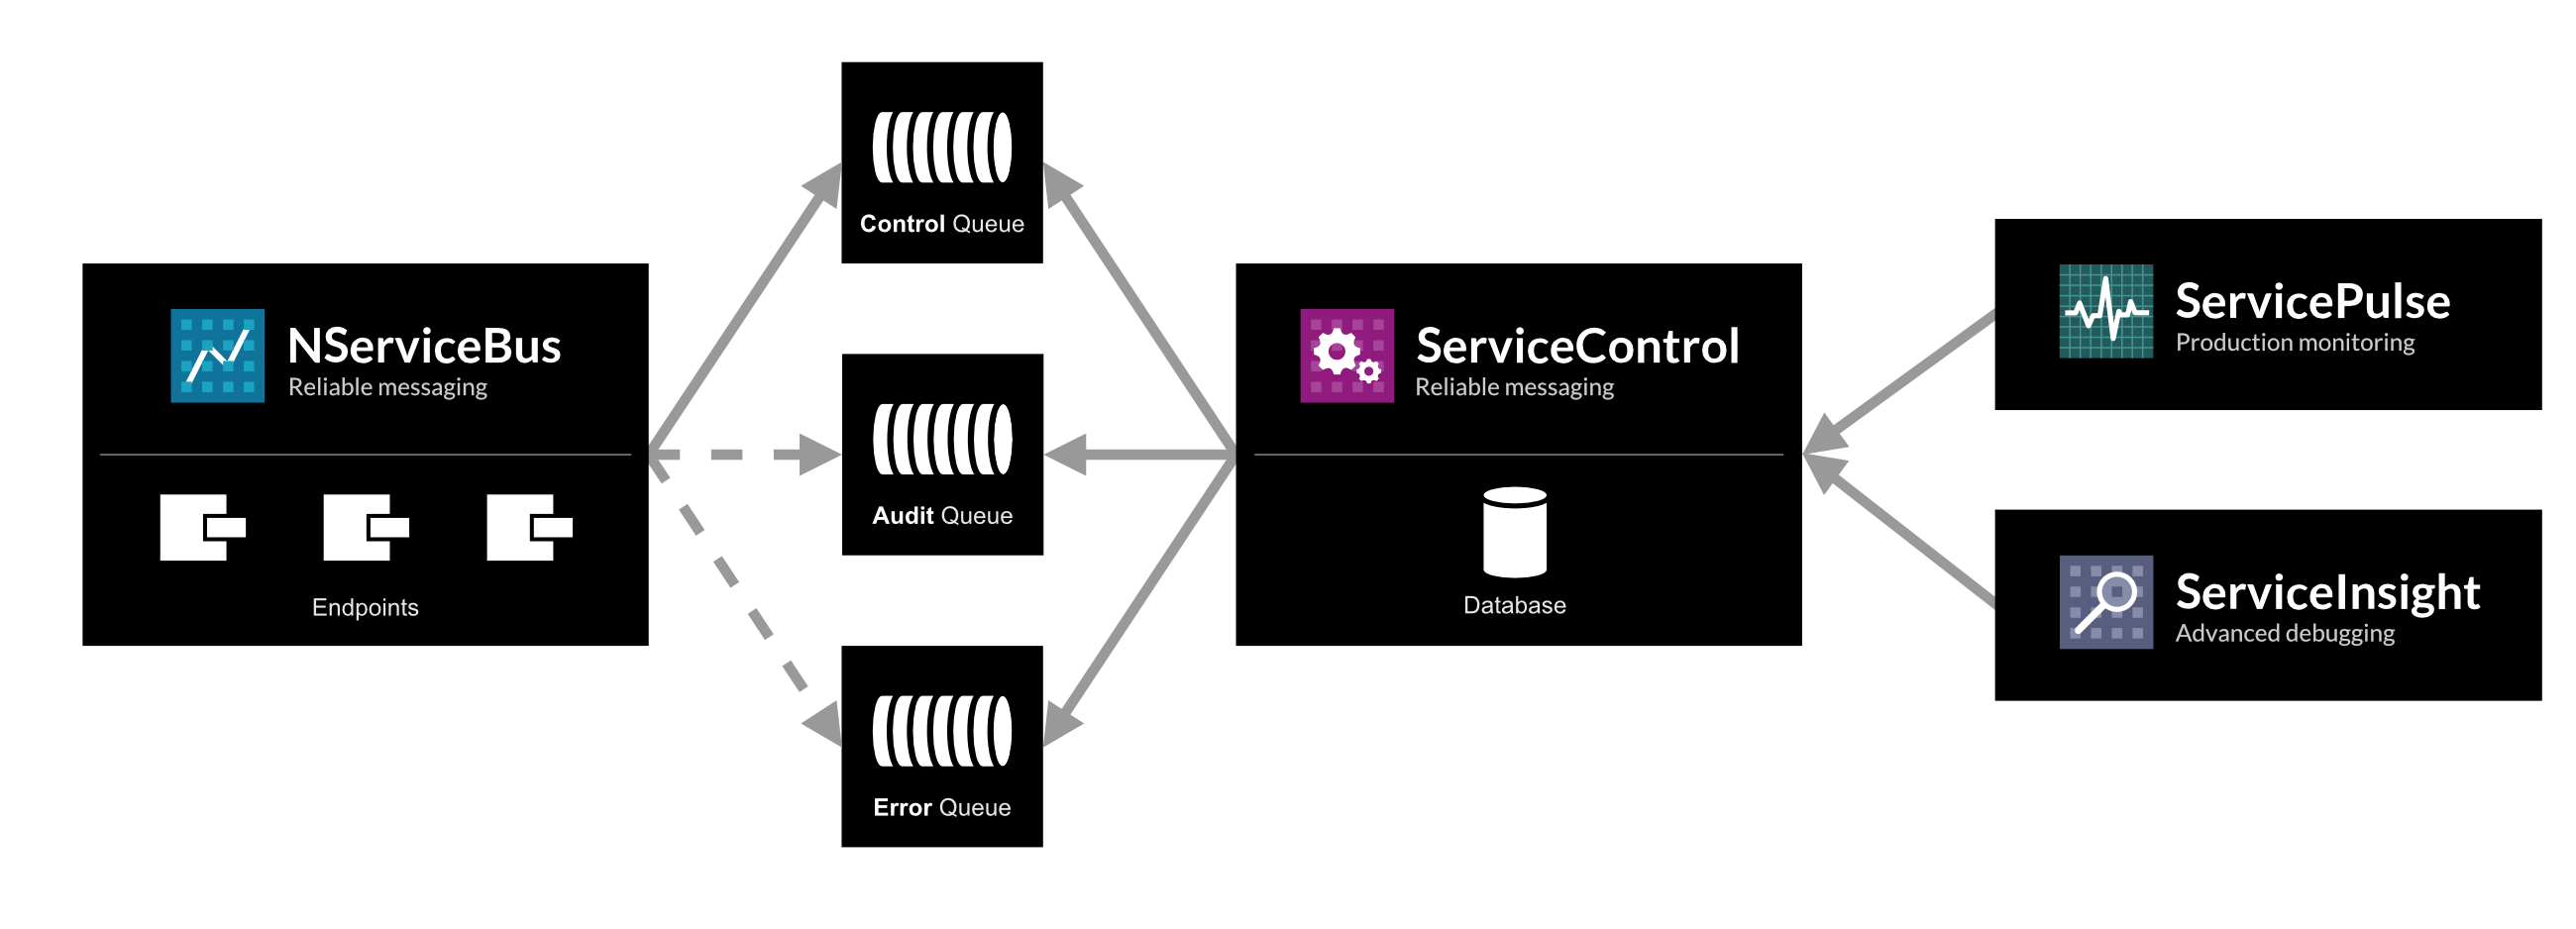 NServiceBus
Reliable messaging
Endpoints
Control Queue
Audit Queue
Error Queue
ServiceControl
Reliable messaging
Database
ServicePulse
Production monitoring
ServiceInsight
Advanced debugging